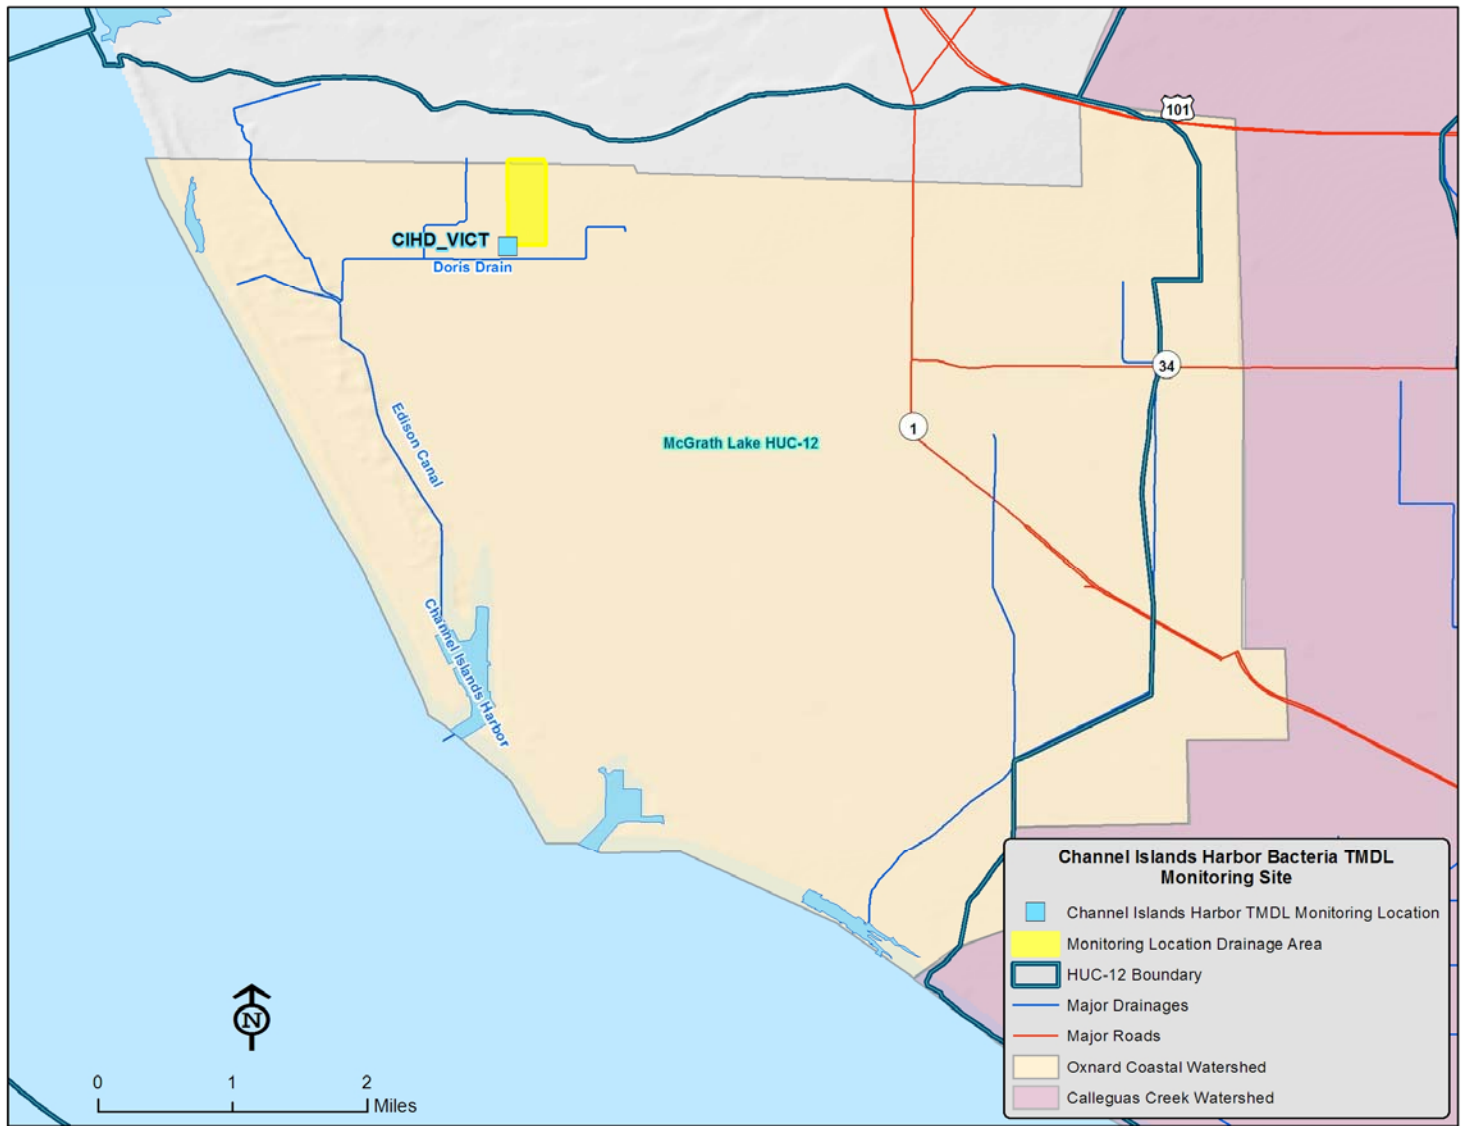 101
CIHD_VICT
Doris Drain
34
1
McGrath Lake HUC-12
Edison Canal
Channel Islands Harbor
Channel Islands Harbor Bacteria TMDL
Monitoring Site
Channel Islands Harbor TMDL Monitoring Location
Monitoring Location Drainage Area
HUC-12 Boundary
Major Drainages
Major Roads
Oxnard Coastal Watershed
Calleguas Creek Watershed
N
0 1 2
Miles